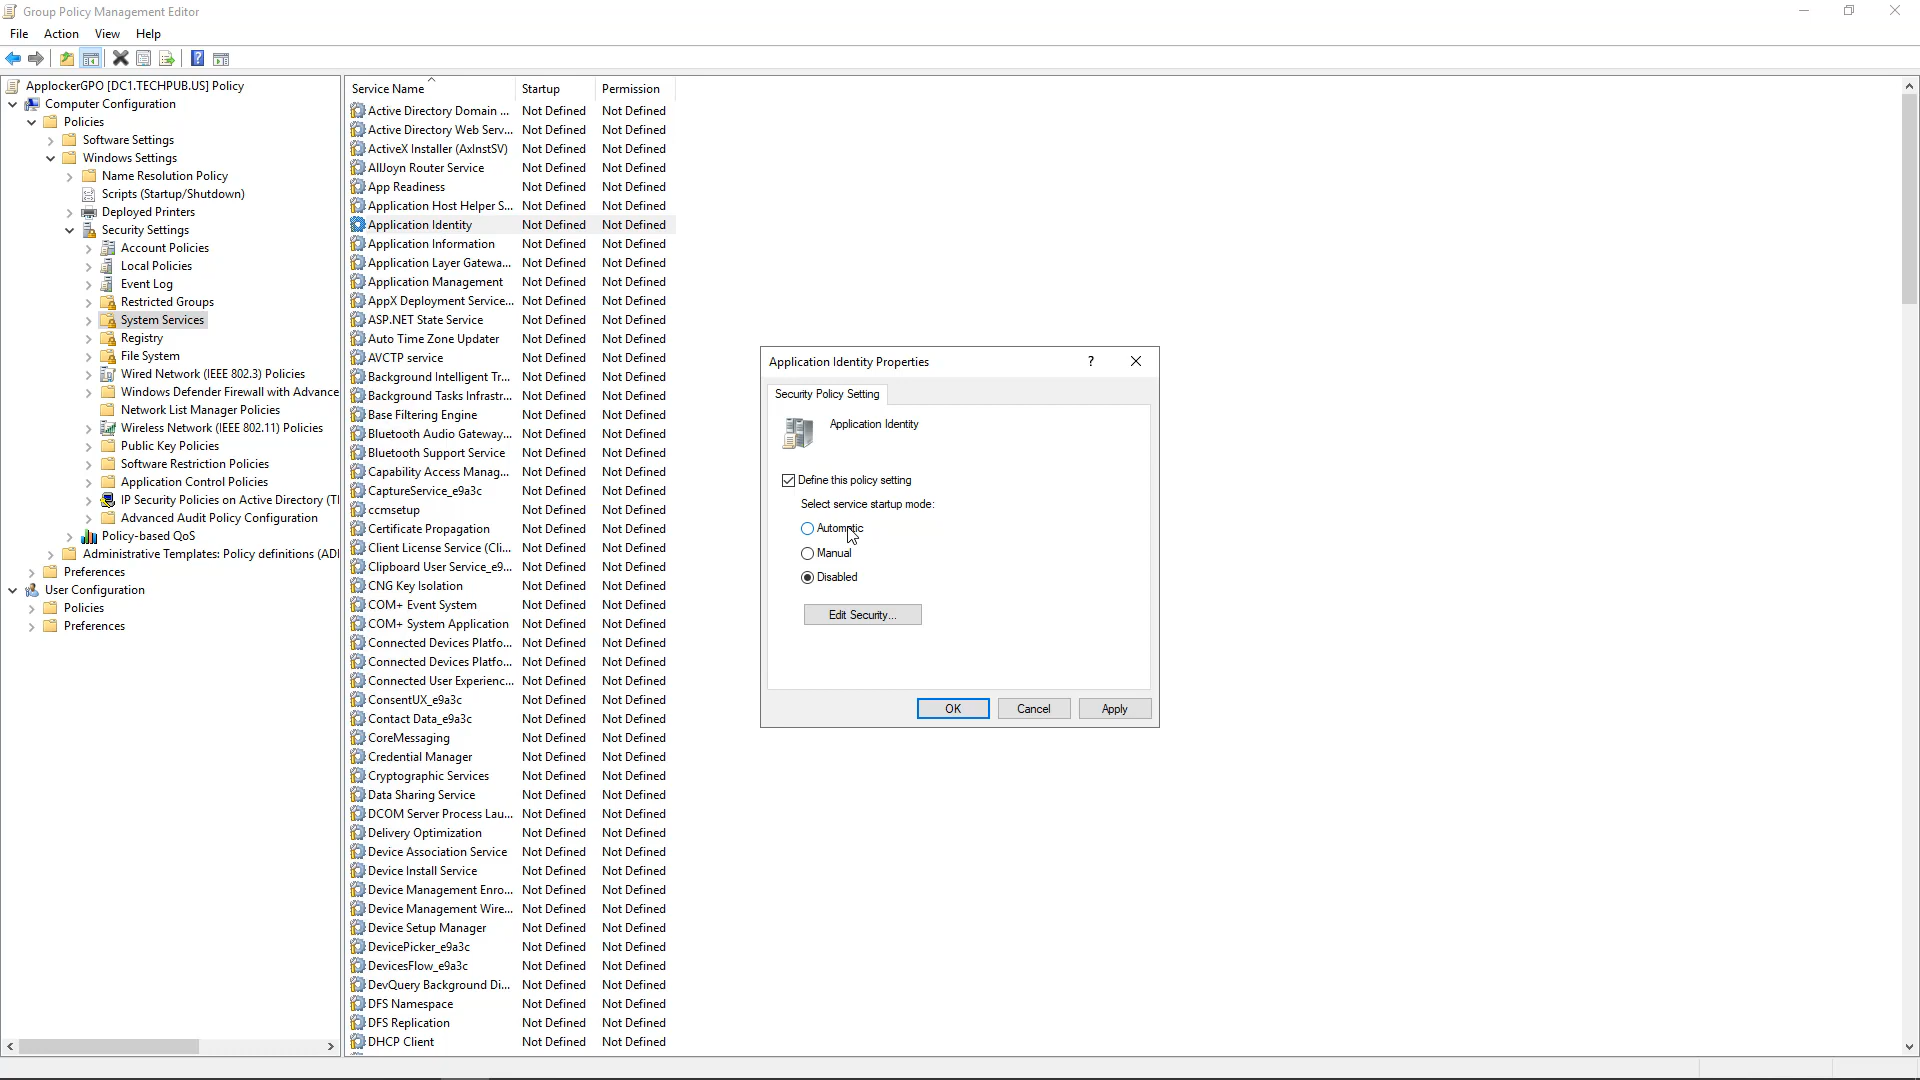 Group Policy Management Editor
File Action View Help
ApplockerGPO [DC1.TECHPUB.US] Policy
Computer Configuration
Policies
Software Settings
Windows Settings
Name Resolution Policy
Scripts (Startup/Shutdown)
Deployed Printers
Security Settings
Account Policies
Local Policies
Event Log
Restricted Groups
System Services
Registry
File System
Wired Network (IEEE 802.3) Policies
Windows Defender Firewall with Advance
Network List Manager Policies
Wireless Network (IEEE 802.11) Policies
Public Key Policies
Software Restriction Policies
Application Control Policies
IP Security Policies on Active Directory (TI
Advanced Audit Policy Configuration
Policy-based QoS
Administrative Templates: Policy definitions (ADI
Preferences
User Configuration
Policies
Preferences
Service Name Startup Permission
Active Directory Domain ... Not Defined Not Defined
Active Directory Web Serv... Not Defined Not Defined
ActiveX Installer (AxInstSV) Not Defined Not Defined
AllJoyn Router Service Not Defined Not Defined
App Readiness Not Defined Not Defined
Application Host Helper S... Not Defined Not Defined
Application Identity Not Defined Not Defined
Application Information Not Defined Not Defined
Application Layer Gatewa... Not Defined Not Defined
Application Management Not Defined Not Defined
AppX Deployment Service... Not Defined Not Defined
ASP.NET State Service Not Defined Not Defined
Auto Time Zone Updater Not Defined Not Defined
AVCTP service Not Defined Not Defined
Background Intelligent Tr... Not Defined Not Defined
Background Tasks Infrastr... Not Defined Not Defined
Base Filtering Engine Not Defined Not Defined
Bluetooth Audio Gateway... Not Defined Not Defined
Bluetooth Support Service Not Defined Not Defined
Capability Access Manag... Not Defined Not Defined
CaptureService_e9a3c Not Defined Not Defined
ccmsetup Not Defined Not Defined
Certificate Propagation Not Defined Not Defined
Client License Service (Cli... Not Defined Not Defined
Clipboard User Service_e9... Not Defined Not Defined
CNG Key Isolation Not Defined Not Defined
COM+ Event System Not Defined Not Defined
COM+ System Application Not Defined Not Defined
Connected Devices Platfo... Not Defined Not Defined
Connected Devices Platfo... Not Defined Not Defined
Connected User Experienc... Not Defined Not Defined
ConsentUX_e9a3c Not Defined Not Defined
Contact Data_e9a3c Not Defined Not Defined
CoreMessaging Not Defined Not Defined
Credential Manager Not Defined Not Defined
Cryptographic Services Not Defined Not Defined
Data Sharing Service Not Defined Not Defined
DCOM Server Process Lau... Not Defined Not Defined
Delivery Optimization Not Defined Not Defined
Device Association Service Not Defined Not Defined
Device Install Service Not Defined Not Defined
Device Management Enro... Not Defined Not Defined
Device Management Wire... Not Defined Not Defined
Device Setup Manager Not Defined Not Defined
DevicePicker_e9a3c Not Defined Not Defined
DevicesFlow_e9a3c Not Defined Not Defined
DevQuery Background Di... Not Defined Not Defined
DFS Namespace Not Defined Not Defined
DFS Replication Not Defined Not Defined
DHCP Client Not Defined Not Defined
Application Identity Properties ?
Security Policy Setting
Application Identity
Define this policy setting
Select service startup mode:
Automatic
Manual
Disabled
Edit Security...
OK Cancel Apply